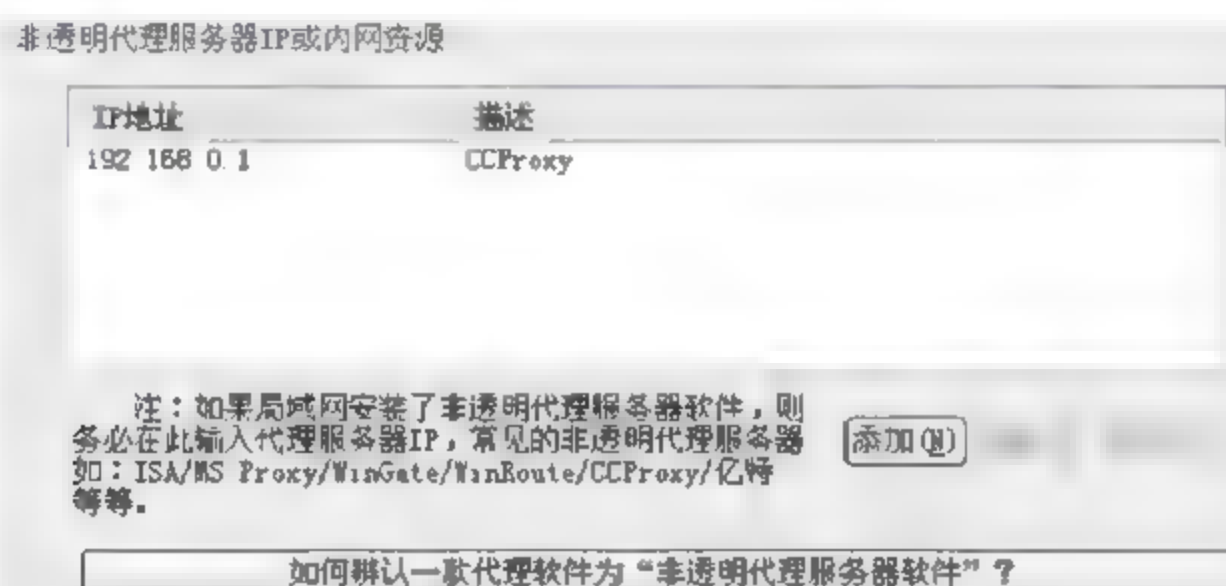 非透明代理服务器IP或内网资源
IP地址 描述
192.168.0.1 CCProxy
注：如果局域网安装了非透明代理服务器软件，则
务必在此输入代理服务器IP，常见的非透明代理服务器
如：ISA/MS Proxy/WinGate/WinRoute/CCProxy/亿特
等等。
添加(N)
如何辨认一款代理软件为“非透明代理服务器软件”？